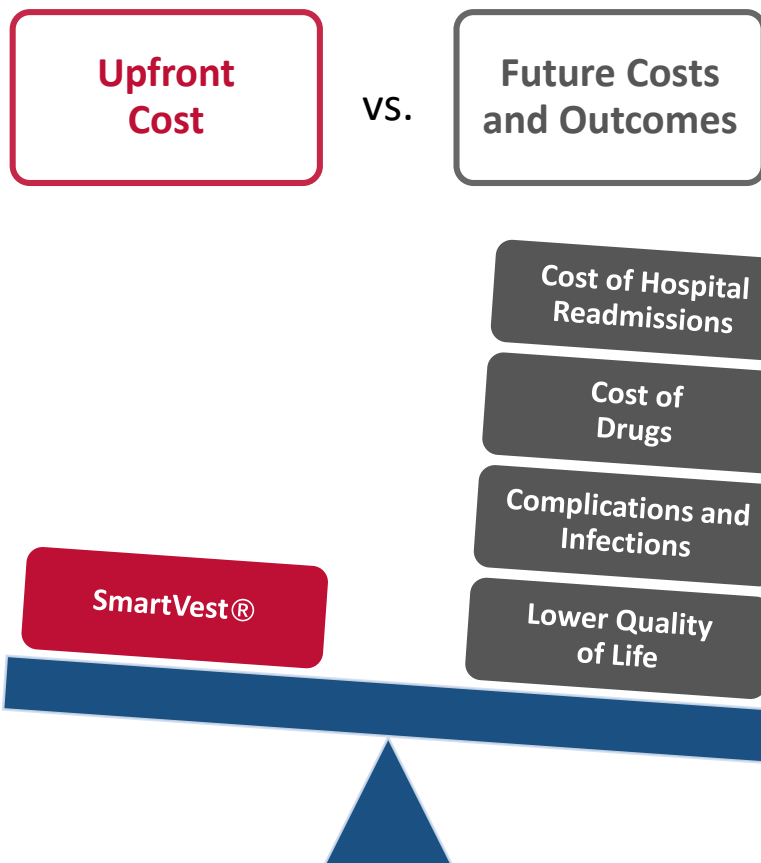 Upfront
Cost
vs.
Future Costs
and Outcomes
Cost of Hospital
Readmissions
Cost of
Drugs
Complications and
Infections
Lower Quality
of Life
SmartVest®